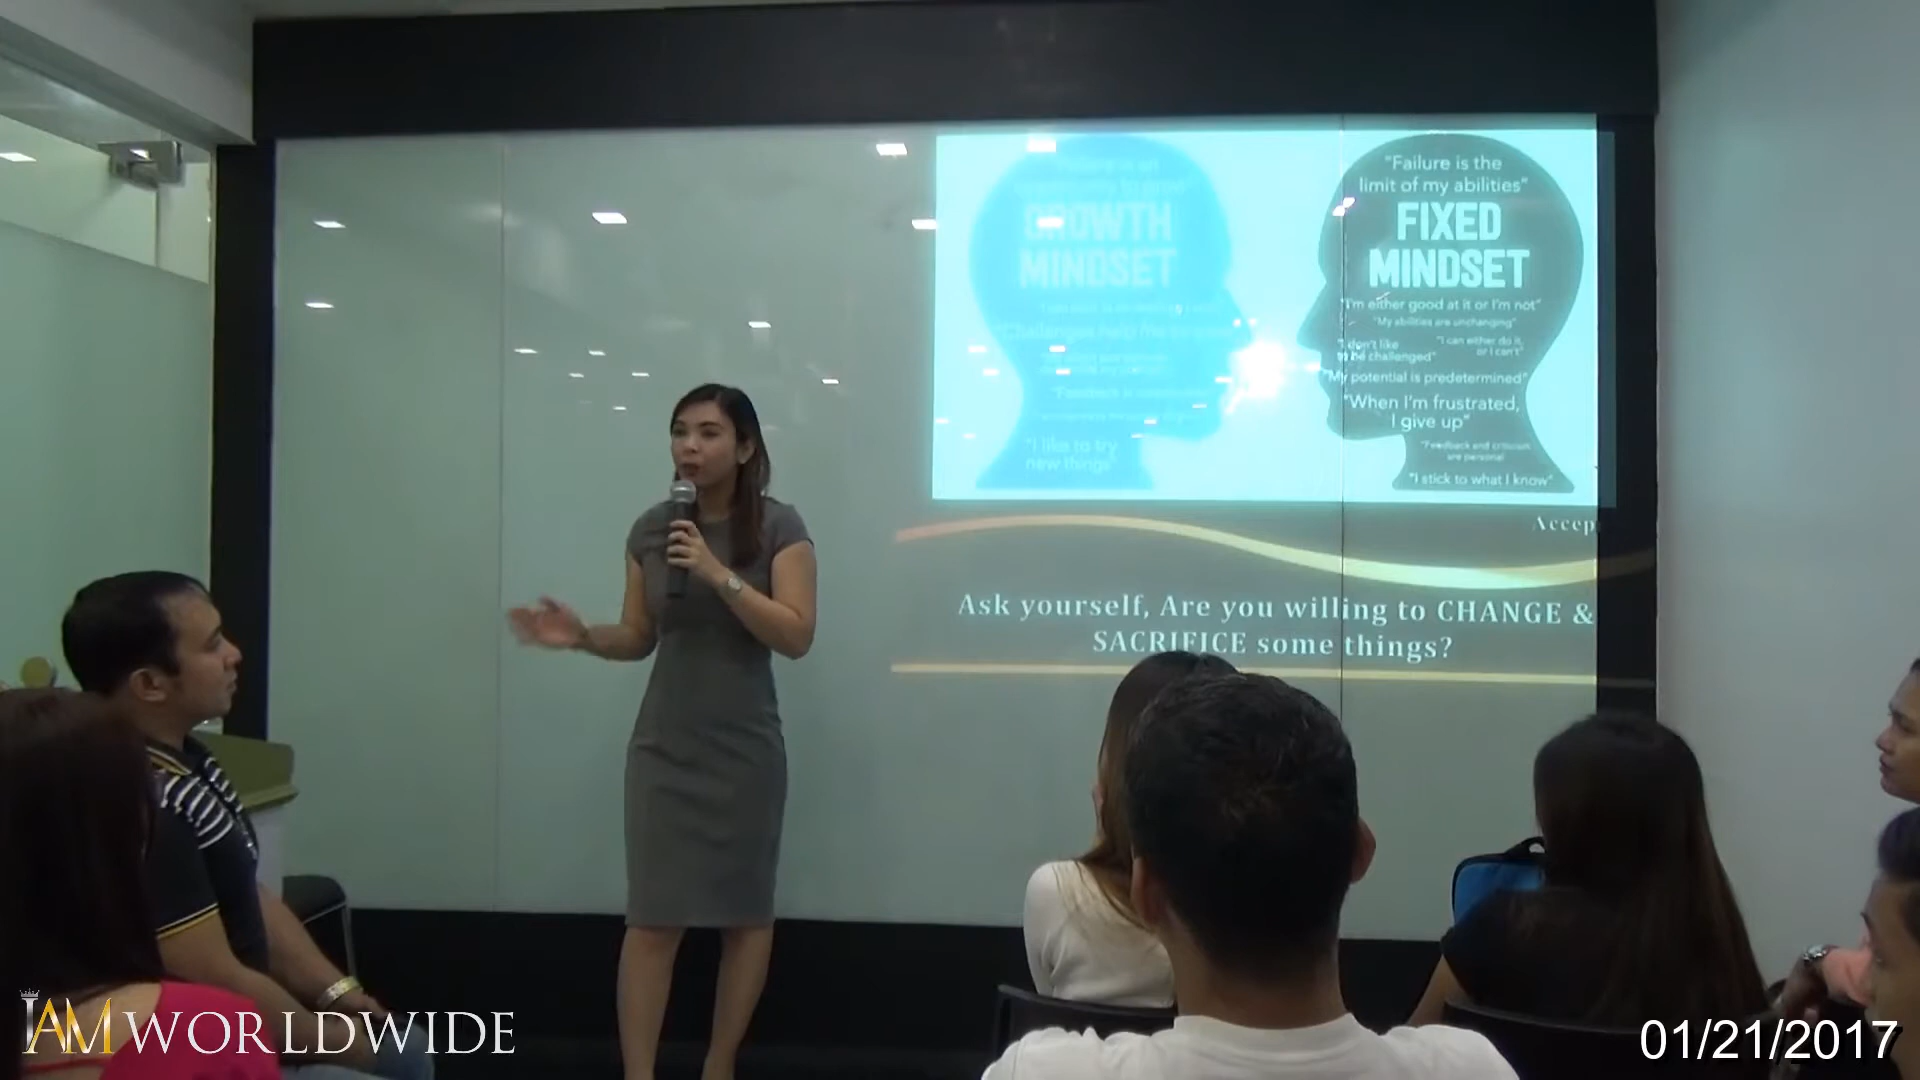 GROWTH
MINDSET
"I like to try
new things"
"Failure is the
limit of my abilities"
FIXED
MINDSET
"I'm either good at it or I'm not"
"My abilities are unchanging"
"I don't like
to be challenged"
"I can either do it,
or I can't"
"My potential is predetermined"
"When I'm frustrated,
I give up"
"Feedback and criticism
are personal
"I stick to what I know"
Accep
Ask yourself, Are you willing to CHANGE &
SACRIFICE some things?
IAM WORLDWIDE
01/21/2017